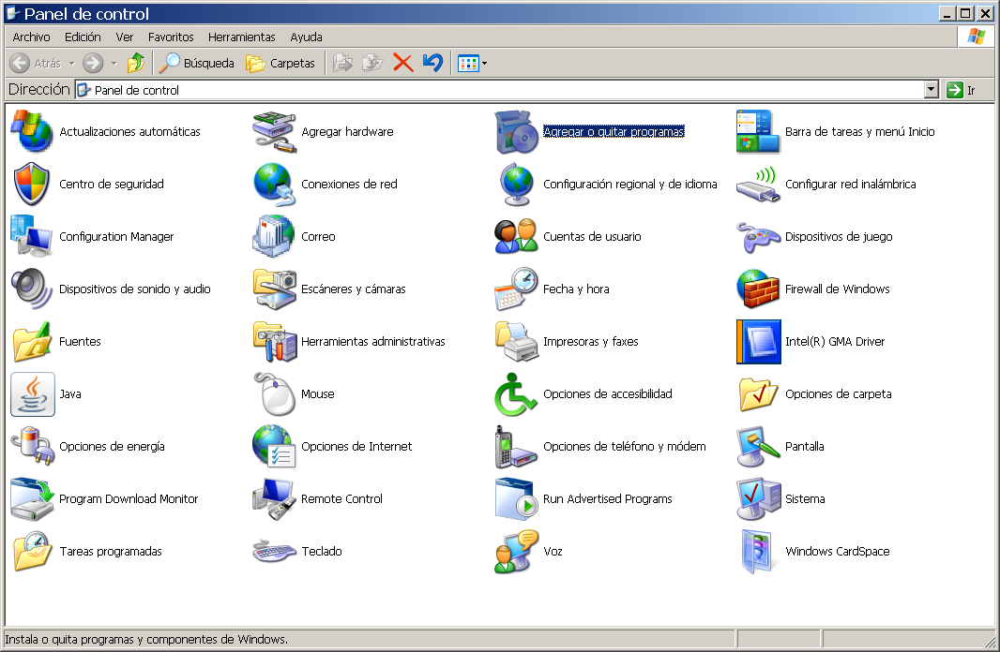 Panel de control
Archivo Edición Ver Favoritos Herramientas Ayuda
Atrás Búsqueda Carpetas
Dirección Panel de control Ir
Actualizaciones automáticas Agregar hardware Agregar o quitar programas Barra de tareas y menú Inicio
Centro de seguridad Conexiones de red Configuración regional y de idioma Configurar red inalámbrica
Configuration Manager Correo Cuentas de usuario Dispositivos de juego
Dispositivos de sonido y audio Escáneres y cámaras Fecha y hora Firewall de Windows
Fuentes Herramientas administrativas Impresoras y faxes Intel(R) GMA Driver
Java Mouse Opciones de accesibilidad Opciones de carpeta
Opciones de energía Opciones de Internet Opciones de teléfono y módem Pantalla
Program Download Monitor Remote Control Run Advertised Programs Sistema
Tareas programadas Teclado Voz Windows CardSpace
Instala o quita programas y componentes de Windows.